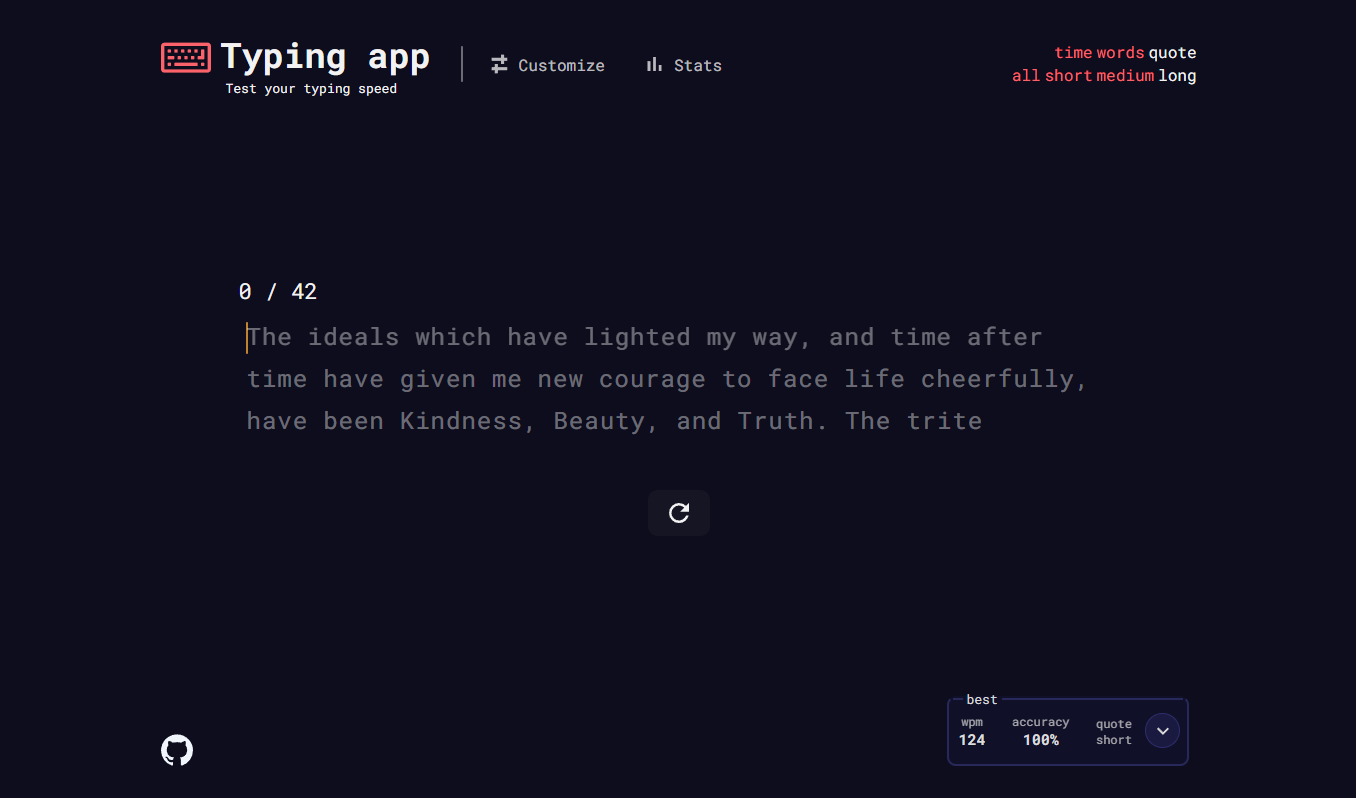 Typing app
Test your typing speed
Customize
Stats
time words quote
all short medium long
0 / 42
The ideals which have lighted my way, and time after
time have given me new courage to face life cheerfully,
have been Kindness, Beauty, and Truth. The trite
best
wpm accuracy quote
124 100% short